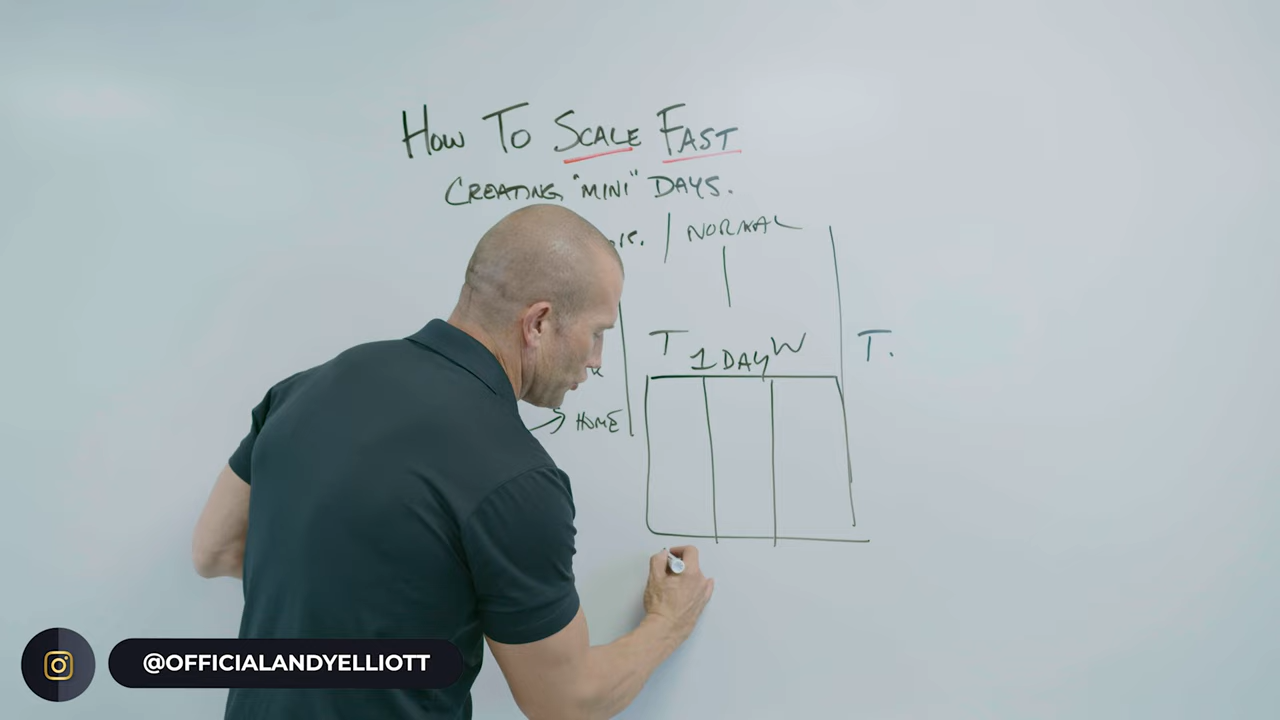 How To SCALE FAST
CREATING "MINI" DAYS.
| NORMAL
T 1 DAY W T.
HOME
@OFFICIALANDYELLIOTT